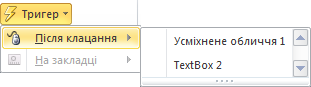 Тригер
Після клацання
На закладці
Усміхнене обличчя 1
TextBox 2